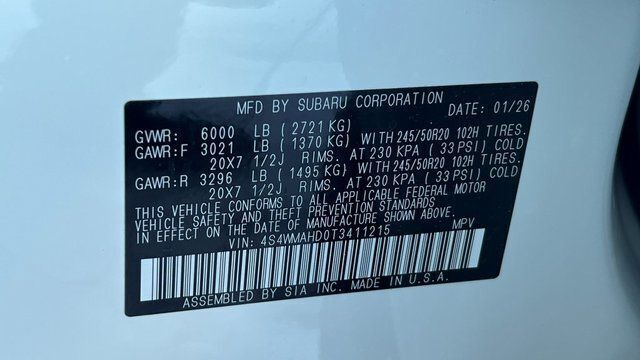 MFD BY SUBARU CORPORATION DATE: 01/26
GVWR: 6000 LB (2721 KG)
GAWR:F 3021 LB (1370 KG) WITH 245/50R20 102H TIRES.
20X7 1/2J RIMS. AT 230 KPA (33 PSI) COLD
GAWR:R 3296 LB (1495 KG) WITH 245/50R20 102H TIRES.
20X7 1/2J RIMS. AT 230 KPA (33 PSI) COLD
THIS VEHICLE CONFORMS TO ALL APPLICABLE FEDERAL MOTOR
VEHICLE SAFETY, AND THEFT PREVENTION STANDARDS
IN EFFECT ON THE DATE OF MANUFACTURE SHOWN ABOVE.
VIN: 4S4WMAHD0T3411215 MPV
ASSEMBLED BY SIA INC. MADE IN U.S.A.